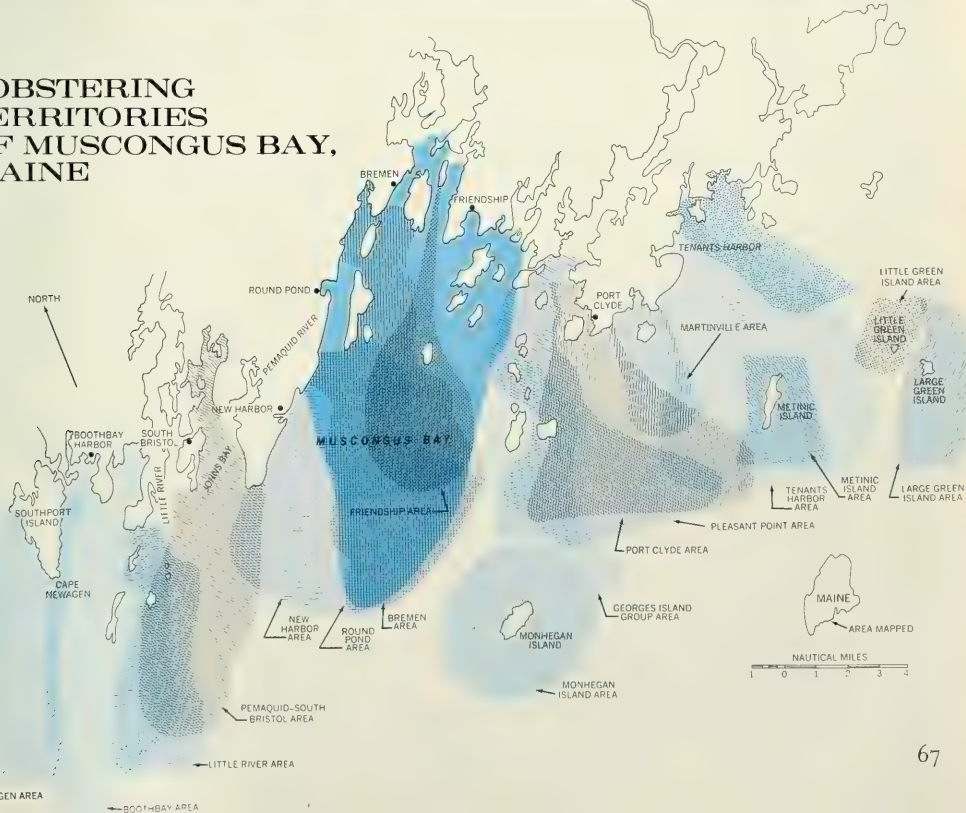 OBSTERING
ERRITORIES
F MUSCONGUS BAY,
AINE
BREMEN
FRIENDSHIP
TENANTS HARBOR
LITTLE GREEN
ISLAND AREA
NORTH
ROUND POND
PORT
CLYDE
MARTINVILLE AREA
LITTLE
GREEN
ISLAND
PEMAQUID RIVER
LARGE
GREEN
ISLAND
NEW HARBOR
METINIC
ISLAND
BOOTHBAY
HARBOR
SOUTH
BRISTOL
MUSCONGUS BAY
JOHNS BAY
LITTLE RIVER
SOUTHPORT
ISLAND
FRIENDSHIP AREA
TENANTS
HARBOR
AREA
METINIC
ISLAND
AREA
LARGE GREEN
ISLAND AREA
PLEASANT POINT AREA
PORT CLYDE AREA
CAPE
NEWAGEN
NEW
HARBOR
AREA
ROUND
POND
AREA
BREMEN
AREA
GEORGES ISLAND
GROUP AREA
MONHEGAN
ISLAND
MAINE
AREA MAPPED
NAUTICAL MILES
1 0 1 2 3 4
MONHEGAN
ISLAND AREA
PEMAQUID-SOUTH
BRISTOL AREA
LITTLE RIVER AREA
67
GEN AREA
BOOTHBAY AREA